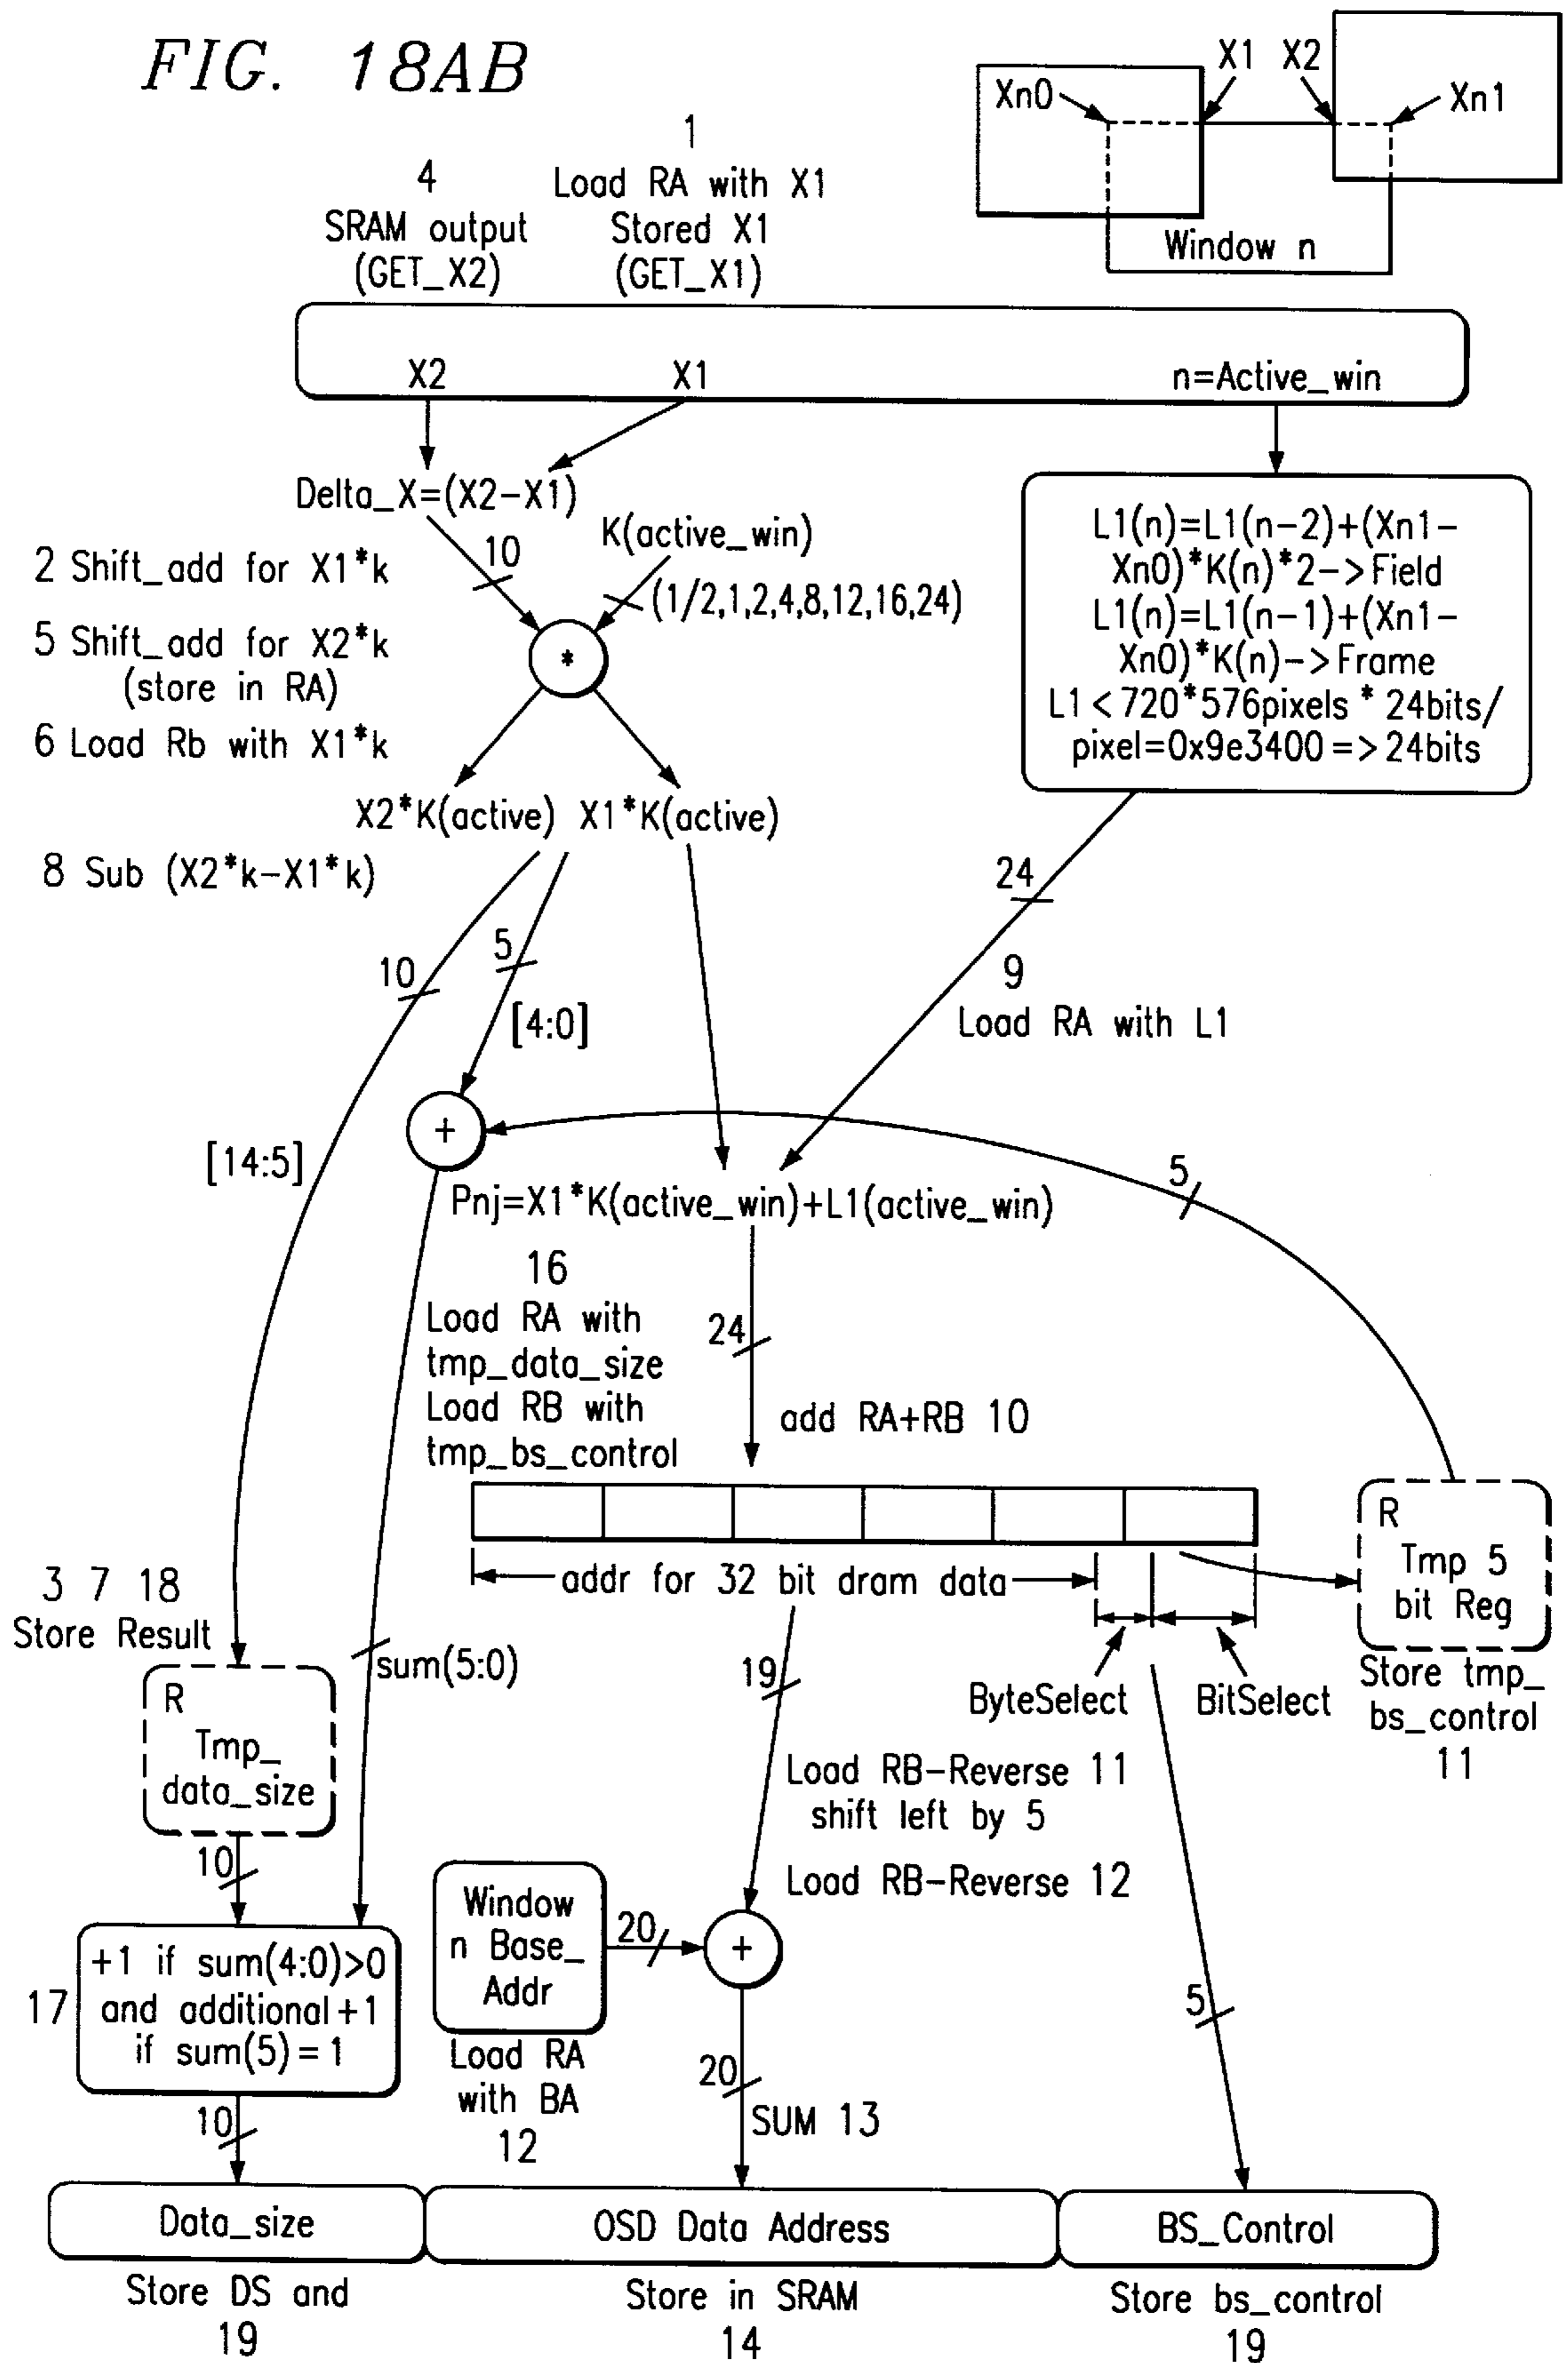 FIG. 18AB
X1 X2
Xn0
Xn1
Window n
1
Load RA with X1
Stored X1
(GET_X1)
4
SRAM output
(GET_X2)
X2
X1
n=Active_win
Delta_X=(X2-X1)
10
K(active_win)
(1/2,1,2,4,8,12,16,24)
2 Shift_add for X1*k
5 Shift_add for X2*k
(store in RA)
6 Load Rb with X1*k
*
L1(n)=L1(n-2)+(Xn1-
Xn0)*K(n)*2->Field
L1(n)=L1(n-1)+(Xn1-
Xn0)*K(n)->Frame
L1<720*576pixels * 24bits/
pixel=0x9e3400=>24bits
X2*K(active) X1*K(active)
8 Sub (X2*k-X1*k)
24
10
5
[4:0]
9
Load RA with L1
+
[14:5]
5
Pnj=X1*K(active_win)+L1(active_win)
16
Load RA with
tmp_data_size
Load RB with
tmp_bs_control
24
add RA+RB 10
addr for 32 bit dram data
R
Tmp 5
bit Reg
Store tmp_
bs_control
11
3 7 18
Store Result
sum(5:0)
19
ByteSelect
BitSelect
R
Tmp_
data_size
Load RB-Reverse 11
shift left by 5
Load RB-Reverse 12
10
Window
n Base_
Addr
20
+
Load RA
with BA
12
17
+1 if sum(4:0)>0
and additional+1
if sum(5)=1
5
20
SUM 13
10
Data_size
OSD Data Address
BS_Control
Store DS and
19
Store in SRAM
14
Store bs_control
19